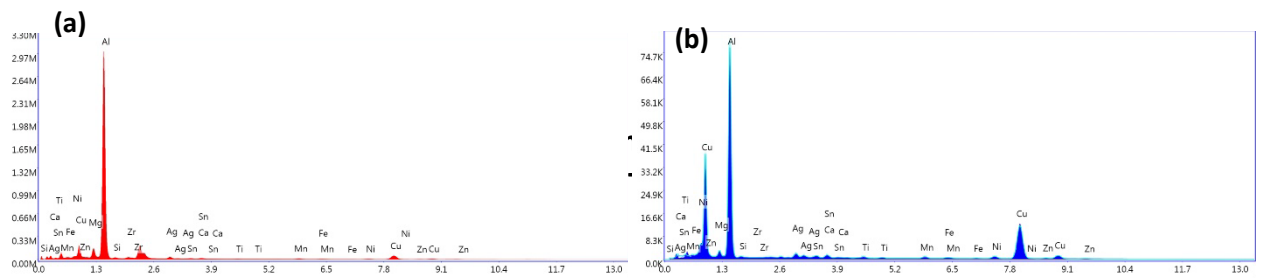 (a)
3.30M
2.97M
2.64M
2.31M
1.98M
1.65M
1.32M
0.99M
0.66M
0.33M
0.00M
Al
Ti Ni
Ca Cu Mg Sn
Sn Fe Zr Ag Ag Ca Ca Fe Ni
Si Ag Mn Zn Si Zr Ag Sn Sn Ti Ti Mn Mn Fe Ni Cu Zn Cu Zn
0.0 1.3 2.6 3.9 5.2 6.5 7.8 9.1 10.4 11.7 13.0
(b)
74.7K
66.4K
58.1K
49.8K
41.5K
33.2K
24.9K
16.6K
8.3K
0.0K
Al
Cu
Ti Ni
Ca Mg Sn Cu
Sn Fe Zr Ag Ag Ca Ca Fe
Si Ag Mn Zn Si Zr Ag Sn Sn Ti Ti Mn Mn Fe Ni Ni Zn Cu Zn
0.0 1.3 2.6 3.9 5.2 6.5 7.8 9.1 10.4 11.7 13.0